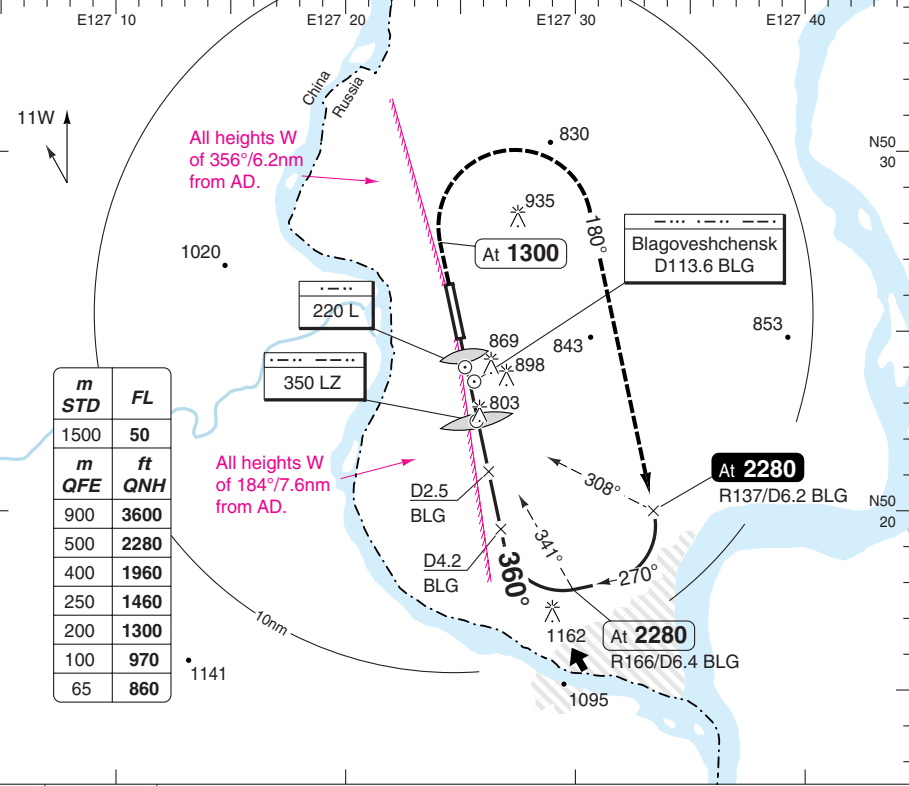 E127 10
E127 20
E127 30
E127 40
11W
China
Russia
N50
30
All heights W
of 356°/6.2nm
from AD.
830
935
180°
Blagoveshchensk
D113.6 BLG
At 1300
1020
220 L
869
898
843
853
350 LZ
803
m
STD
FL
1500
50
m
QFE
ft
QNH
900
3600
500
2280
400
1960
250
1460
200
1300
100
970
65
860
All heights W
of 184°/7.6nm
from AD.
At 2280
R137/D6.2 BLG
308°
N50
20
D2.5
BLG
341°
D4.2
BLG
360°
270°
10nm
1162
At 2280
R166/D6.4 BLG
1141
1095